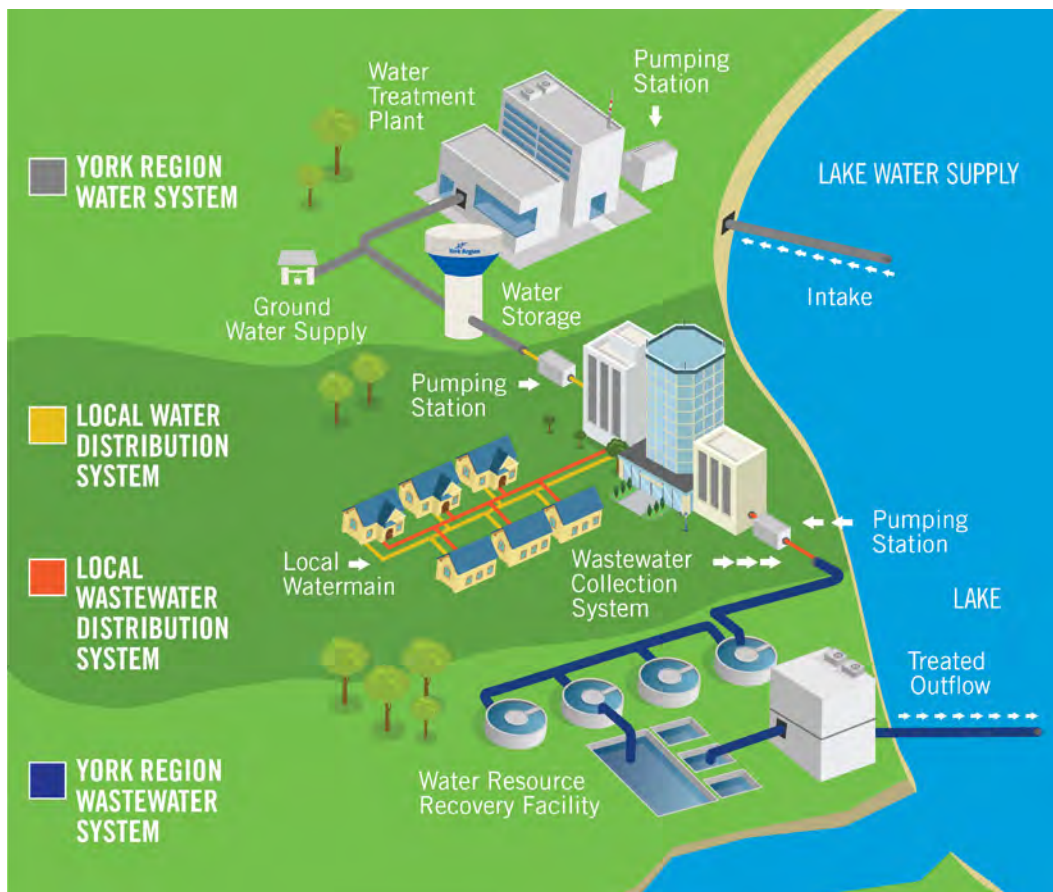 Water
Treatment
Plant
Pumping
Station
YORK REGION
WATER SYSTEM
LAKE WATER SUPPLY
York Region
Intake
Ground
Water Supply
Water
Storage
Pumping
Station
LOCAL WATER
DISTRIBUTION
SYSTEM
Local
Watermain
Wastewater
Collection
System
Pumping
Station
LOCAL
WASTEWATER
DISTRIBUTION
SYSTEM
LAKE
Treated
Outflow
Water Resource
Recovery Facility
YORK REGION
WASTEWATER
SYSTEM